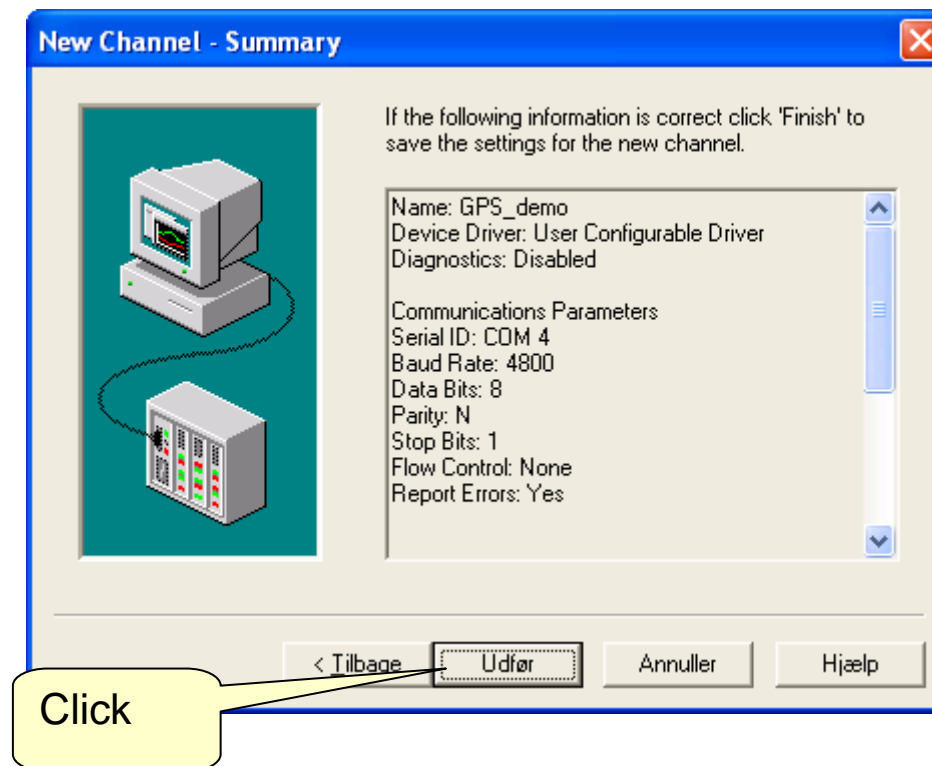 New Channel - Summary
If the following information is correct click 'Finish' to
save the settings for the new channel.
Name: GPS_demo
Device Driver: User Configurable Driver
Diagnostics: Disabled
Communications Parameters
Serial ID: COM 4
Baud Rate: 4800
Data Bits: 8
Parity: N
Stop Bits: 1
Flow Control: None
Report Errors: Yes
< Tilbage
Udfør
Annuller
Hjælp
Click